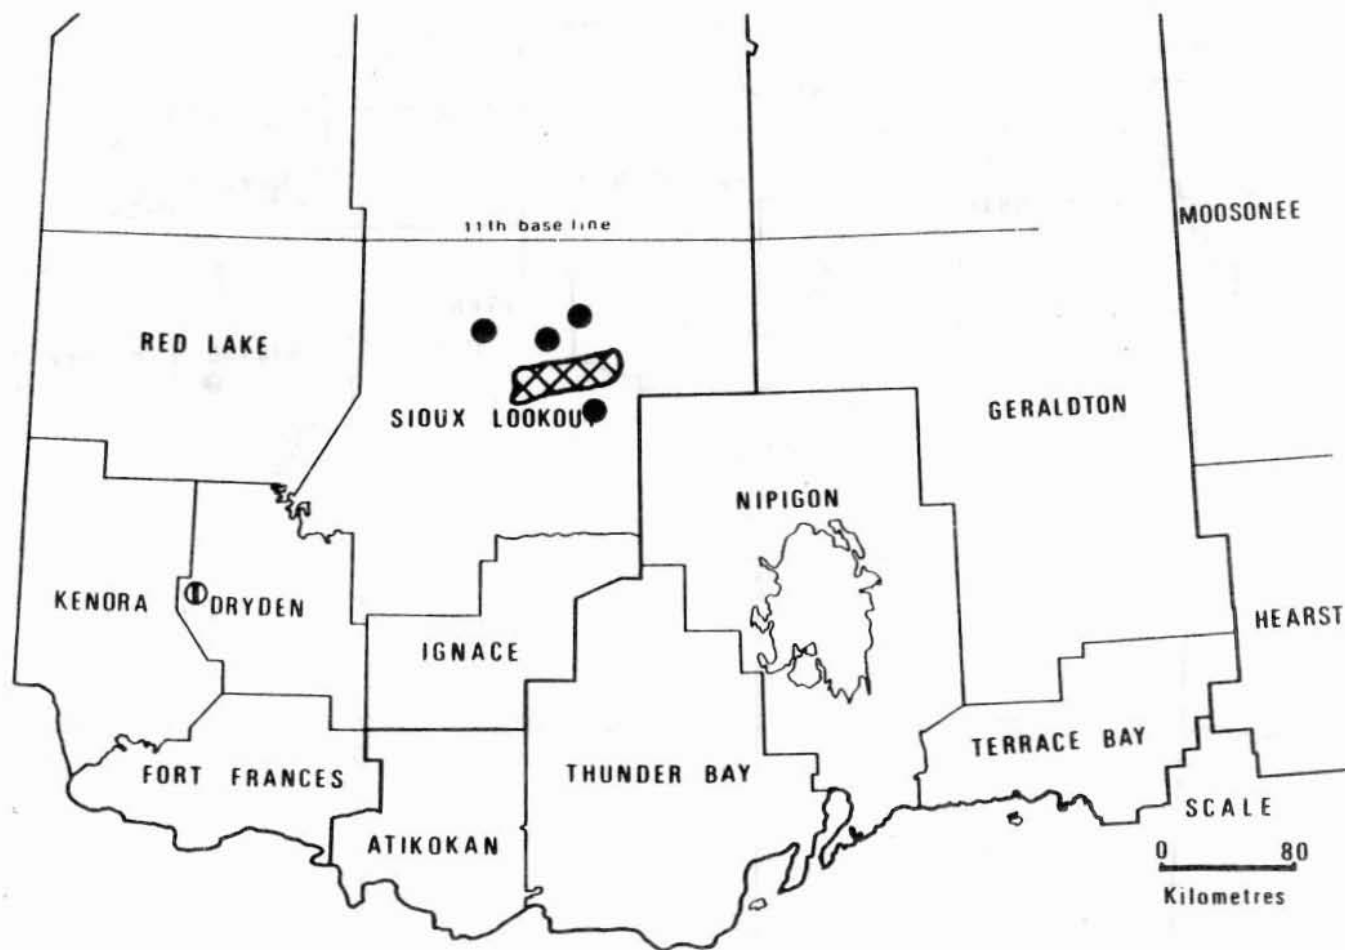 11th base line
MOOSONEE
RED LAKE
SIOUX LOOKOUT
GERALDTON
NIPIGON
KENORA
DRYDEN
IGNACE
HEARST
TERRACE BAY
FORT FRANCES
THUNDER BAY
ATIKOKAN
SCALE
0 80
Kilometres